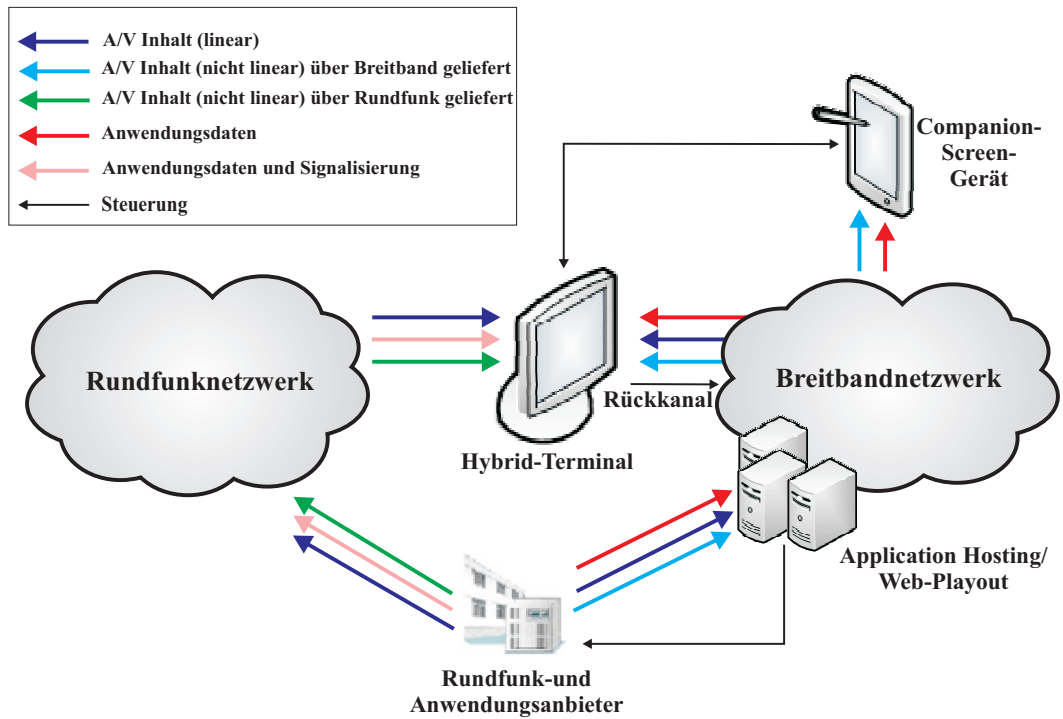 A/V Inhalt (linear)
A/V Inhalt (nicht linear) über Breitband geliefert
A/V Inhalt (nicht linear) über Rundfunk geliefert
Anwendungsdaten
Anwendungsdaten und Signalisierung
Steuerung
Companion-
Screen-
Gerät
Rundfunknetzwerk
Breitbandnetzwerk
Rückkanal
Hybrid-Terminal
Application Hosting/
Web-Playout
Rundfunk-und
Anwendungsanbieter